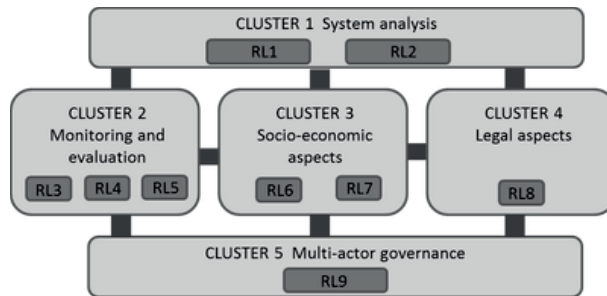 CLUSTER 1 System analysis
RL1 RL2
CLUSTER 2
Monitoring and
evaluation
RL3 RL4 RL5
CLUSTER 3
Socio-economic
aspects
RL6 RL7
CLUSTER 4
Legal aspects
RL8
CLUSTER 5 Multi-actor governance
RL9